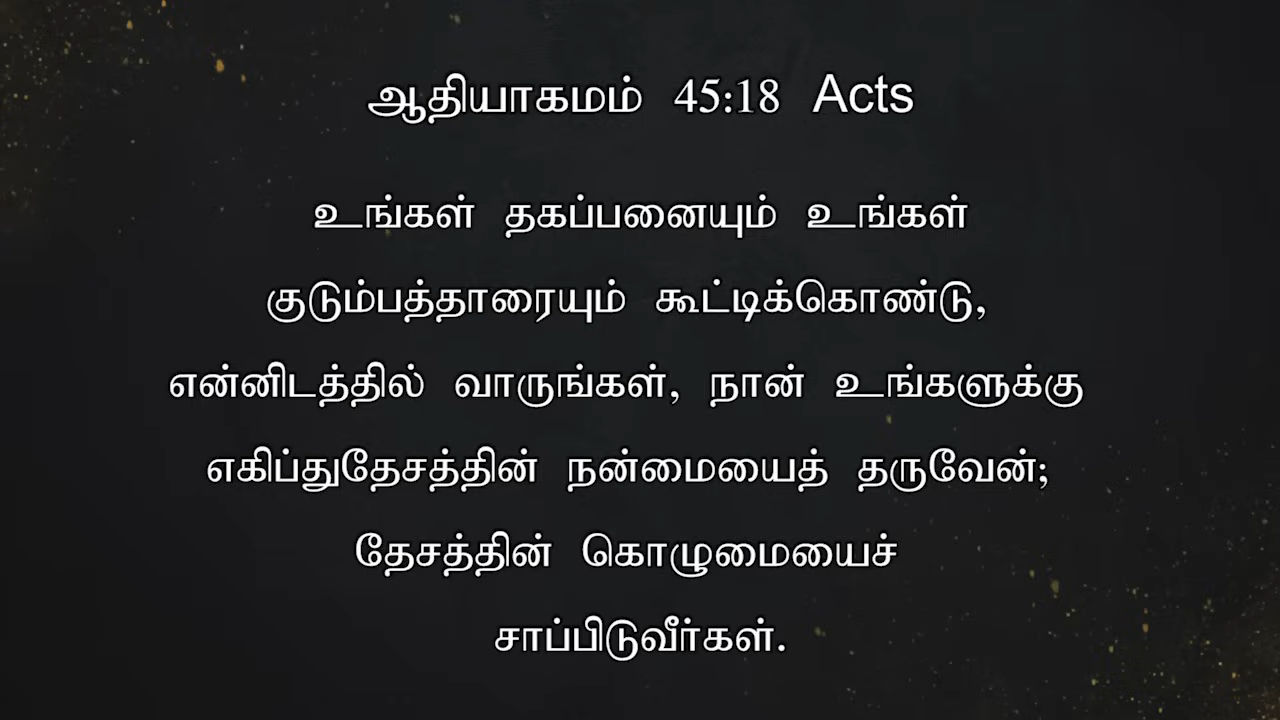 ஆதியாகமம் 45:18 Acts
உங்கள் தகப்பனையும் உங்கள்
குடும்பத்தாரையும் கூட்டிக்கொண்டு,
என்னிடத்தில் வாருங்கள், நான் உங்களுக்கு
எகிப்துதேசத்தின் நன்மையைத் தருவேன்;
தேசத்தின் கொழுமையைச்
சாப்பிடுவீர்கள்.